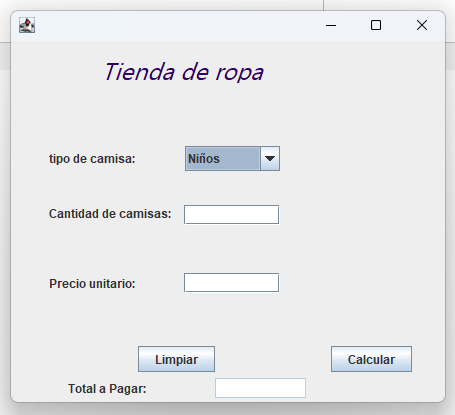 Tienda de ropa
tipo de camisa: Niños
Cantidad de camisas:
Precio unitario:
Limpiar Calcular
Total a Pagar: